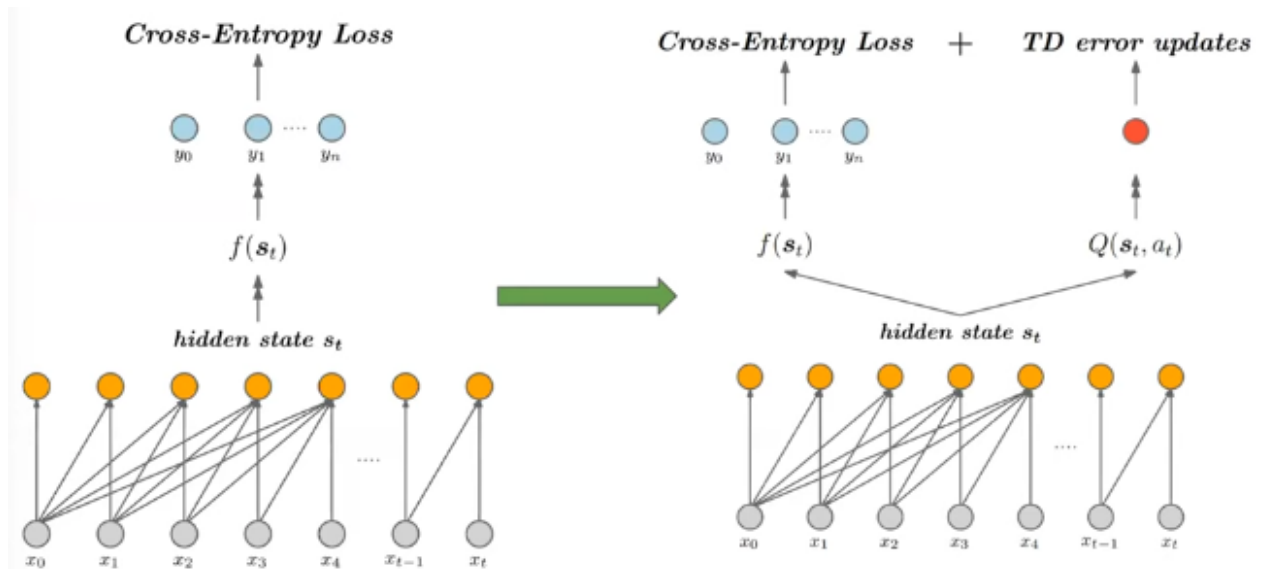 Cross-Entropy Loss
y₀ y₁ .... yₙ
f(sₜ)
hidden state sₜ
....
x₀ x₁ x₂ x₃ x₄ xₜ₋₁ xₜ
Cross-Entropy Loss + TD error updates
y₀ y₁ .... yₙ
f(sₜ) Q(sₜ, aₜ)
hidden state sₜ
....
x₀ x₁ x₂ x₃ x₄ xₜ₋₁ xₜ